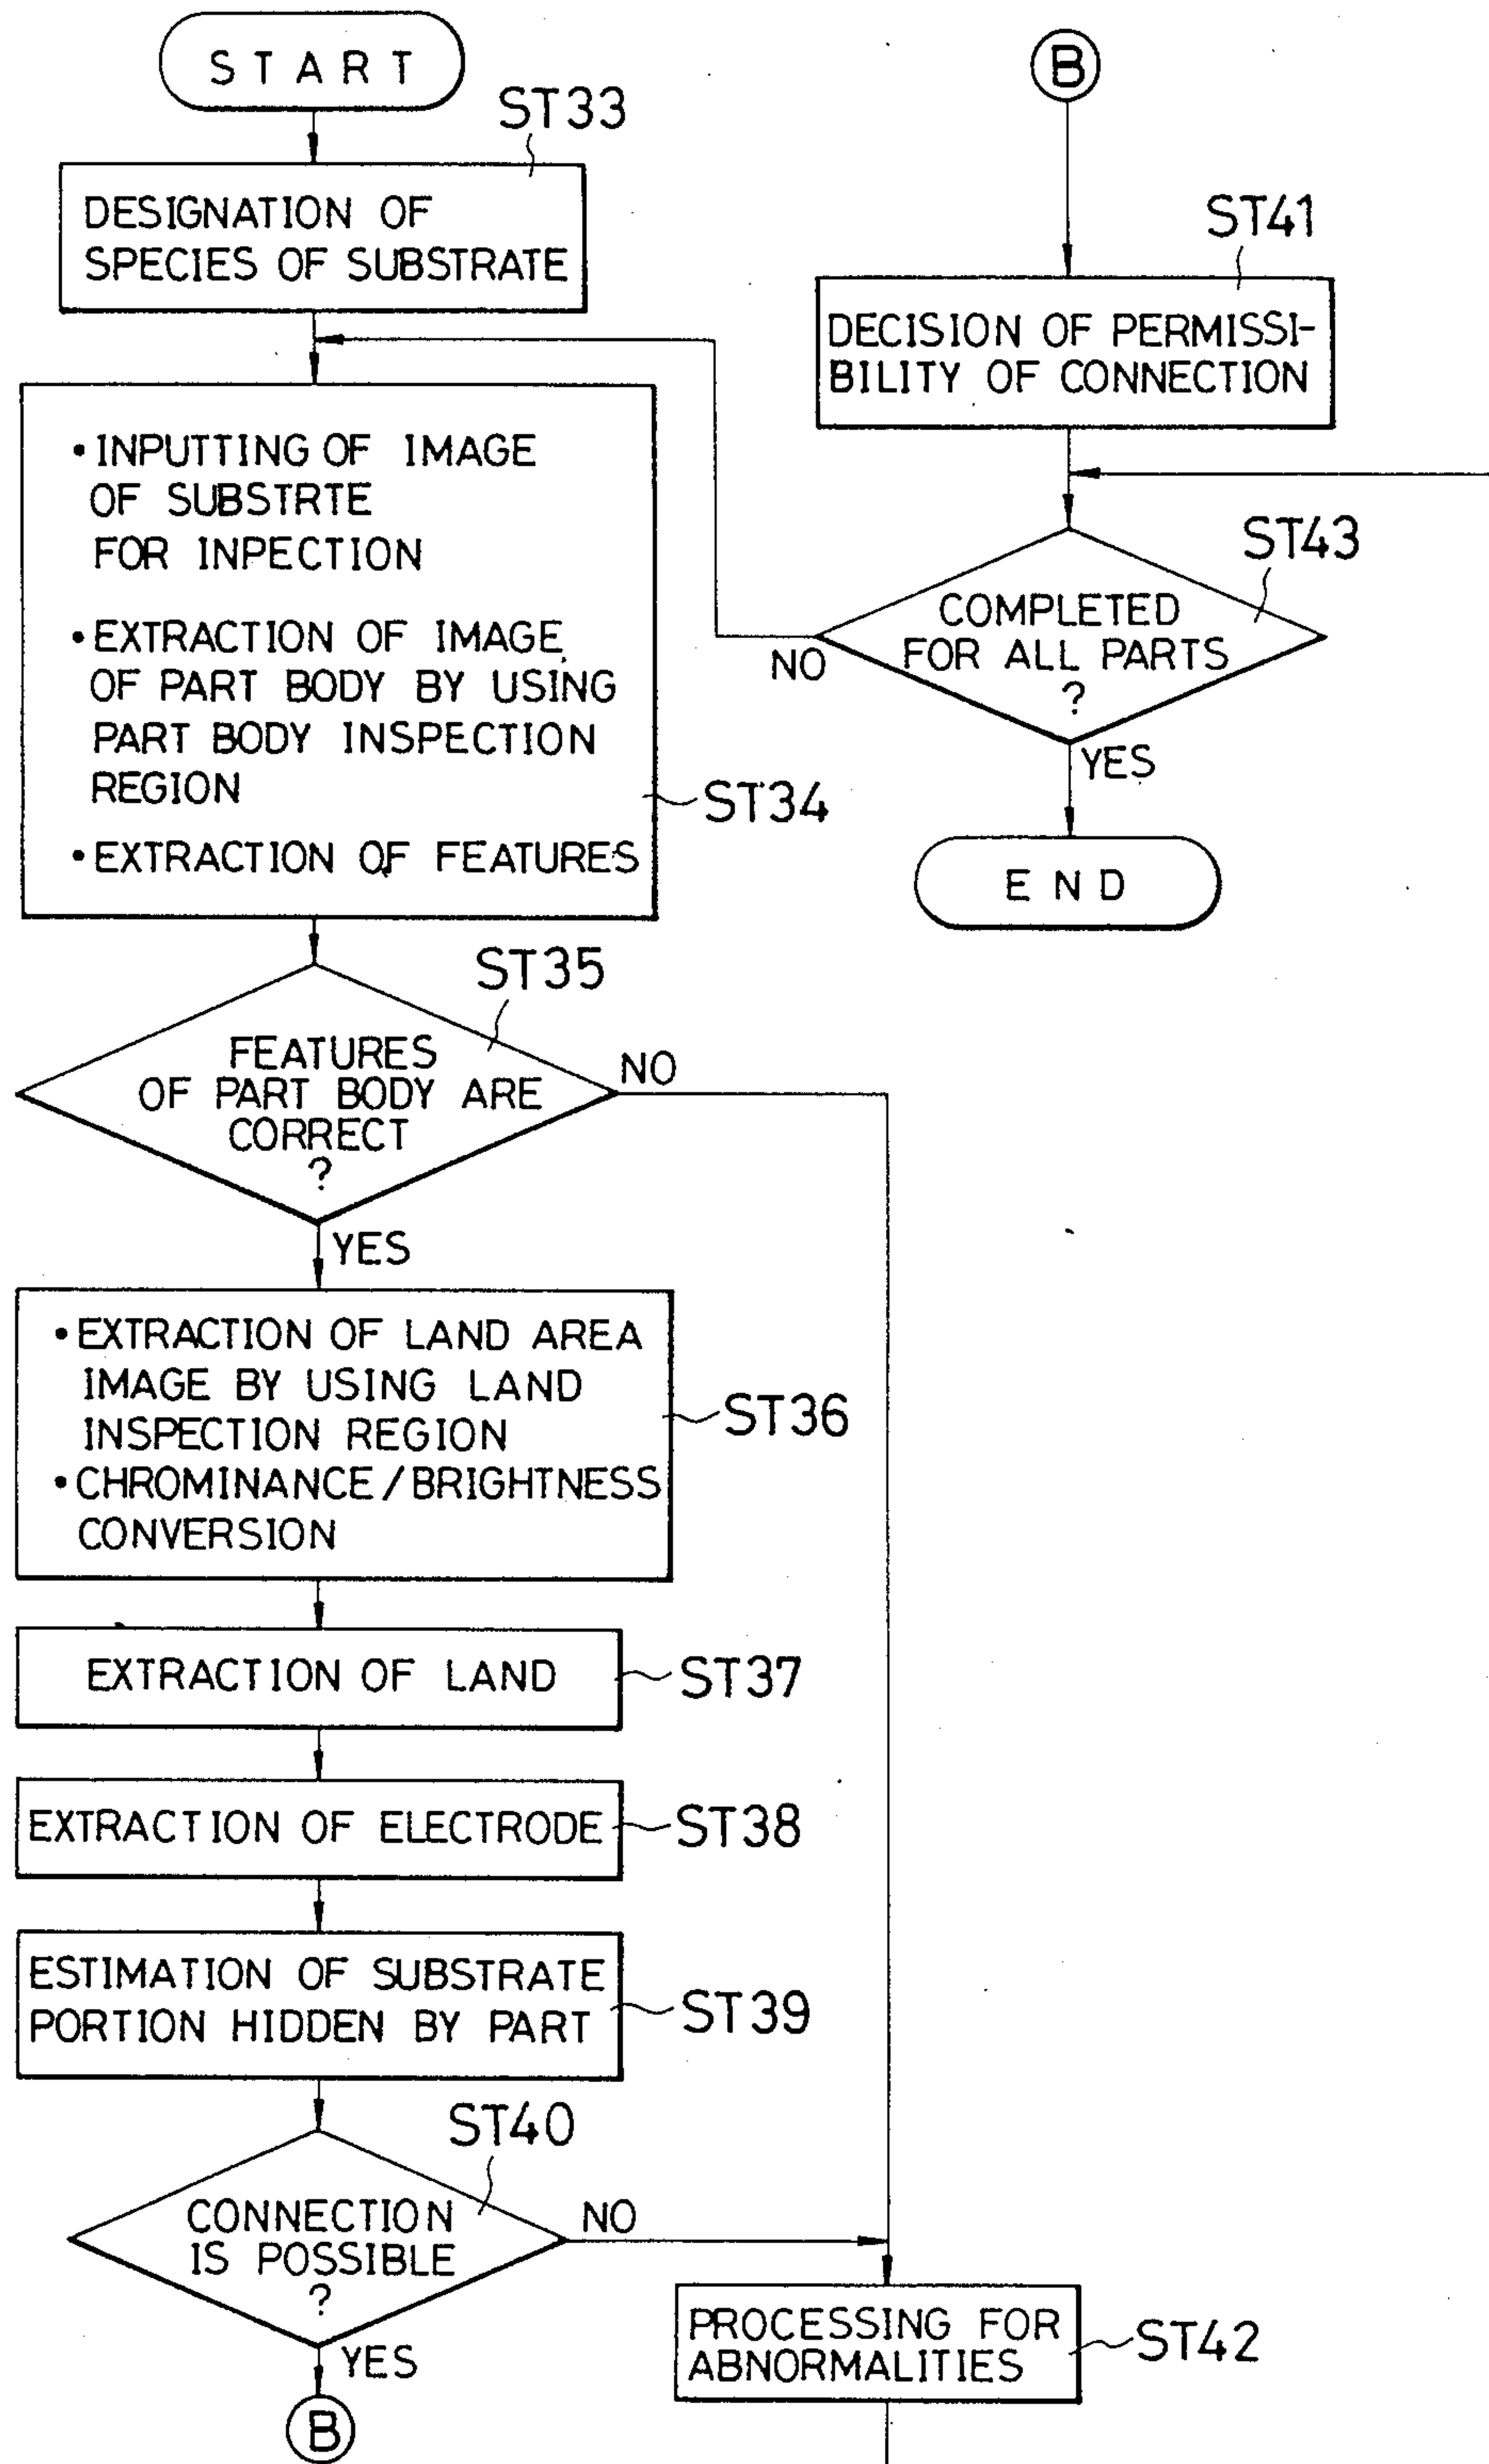 START
ST33
DESIGNATION OF
SPECIES OF SUBSTRATE
• INPUTTING OF IMAGE
OF SUBSTRTE
FOR INPECTION
• EXTRACTION OF IMAGE
OF PART BODY BY USING
PART BODY INSPECTION
REGION
• EXTRACTION OF FEATURES
ST34
ST35
FEATURES
OF PART BODY ARE
CORRECT
?
NO
YES
• EXTRACTION OF LAND AREA
IMAGE BY USING LAND
INSPECTION REGION
• CHROMINANCE/BRIGHTNESS
CONVERSION
ST36
EXTRACTION OF LAND
ST37
EXTRACTION OF ELECTRODE
ST38
ESTIMATION OF SUBSTRATE
PORTION HIDDEN BY PART
ST39
ST40
CONNECTION
IS POSSIBLE
?
NO
YES
B
PROCESSING FOR
ABNORMALITIES
ST42
B
ST41
DECISION OF PERMISSI-
BILITY OF CONNECTION
ST43
COMPLETED
FOR ALL PARTS
?
NO
YES
END